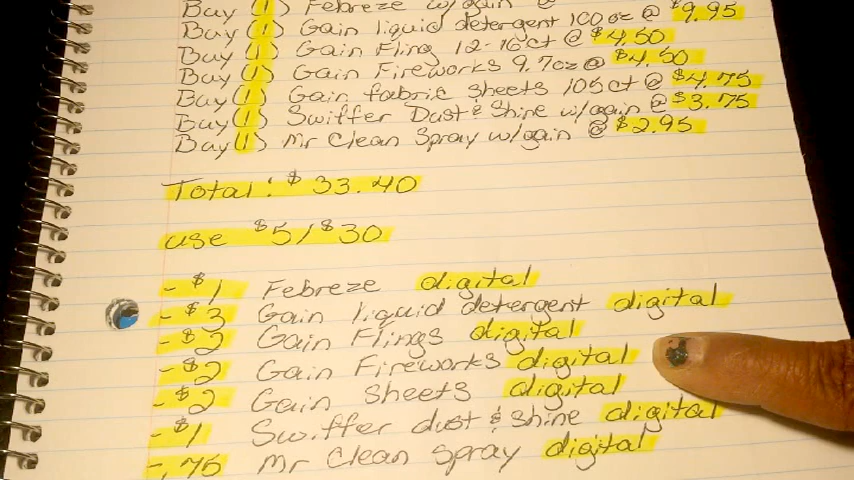 Buy (1) Febreze w/gain @
Buy (1) Gain liquid detergent 100oz @ $9.95
Buy (1) Gain Fling 12-16ct @ $4.50
Buy (1) Gain Fireworks 9.7oz @ $4.50
Buy (1) Gain fabric sheets 105ct @ $4.75
Buy (1) Swiffer Dust & Shine w/gain @ $3.75
Buy (1) Mr Clean Spray w/gain @ $2.95
Total: $33.40
use $5/$30
- $1 Febreze digital
- $3 Gain liquid detergent digital
- $2 Gain Flings digital
- $2 Gain Fireworks digital
- $2 Gain Sheets digital
- $1 Swiffer dust & shine digital
- .75 Mr Clean Spray digital